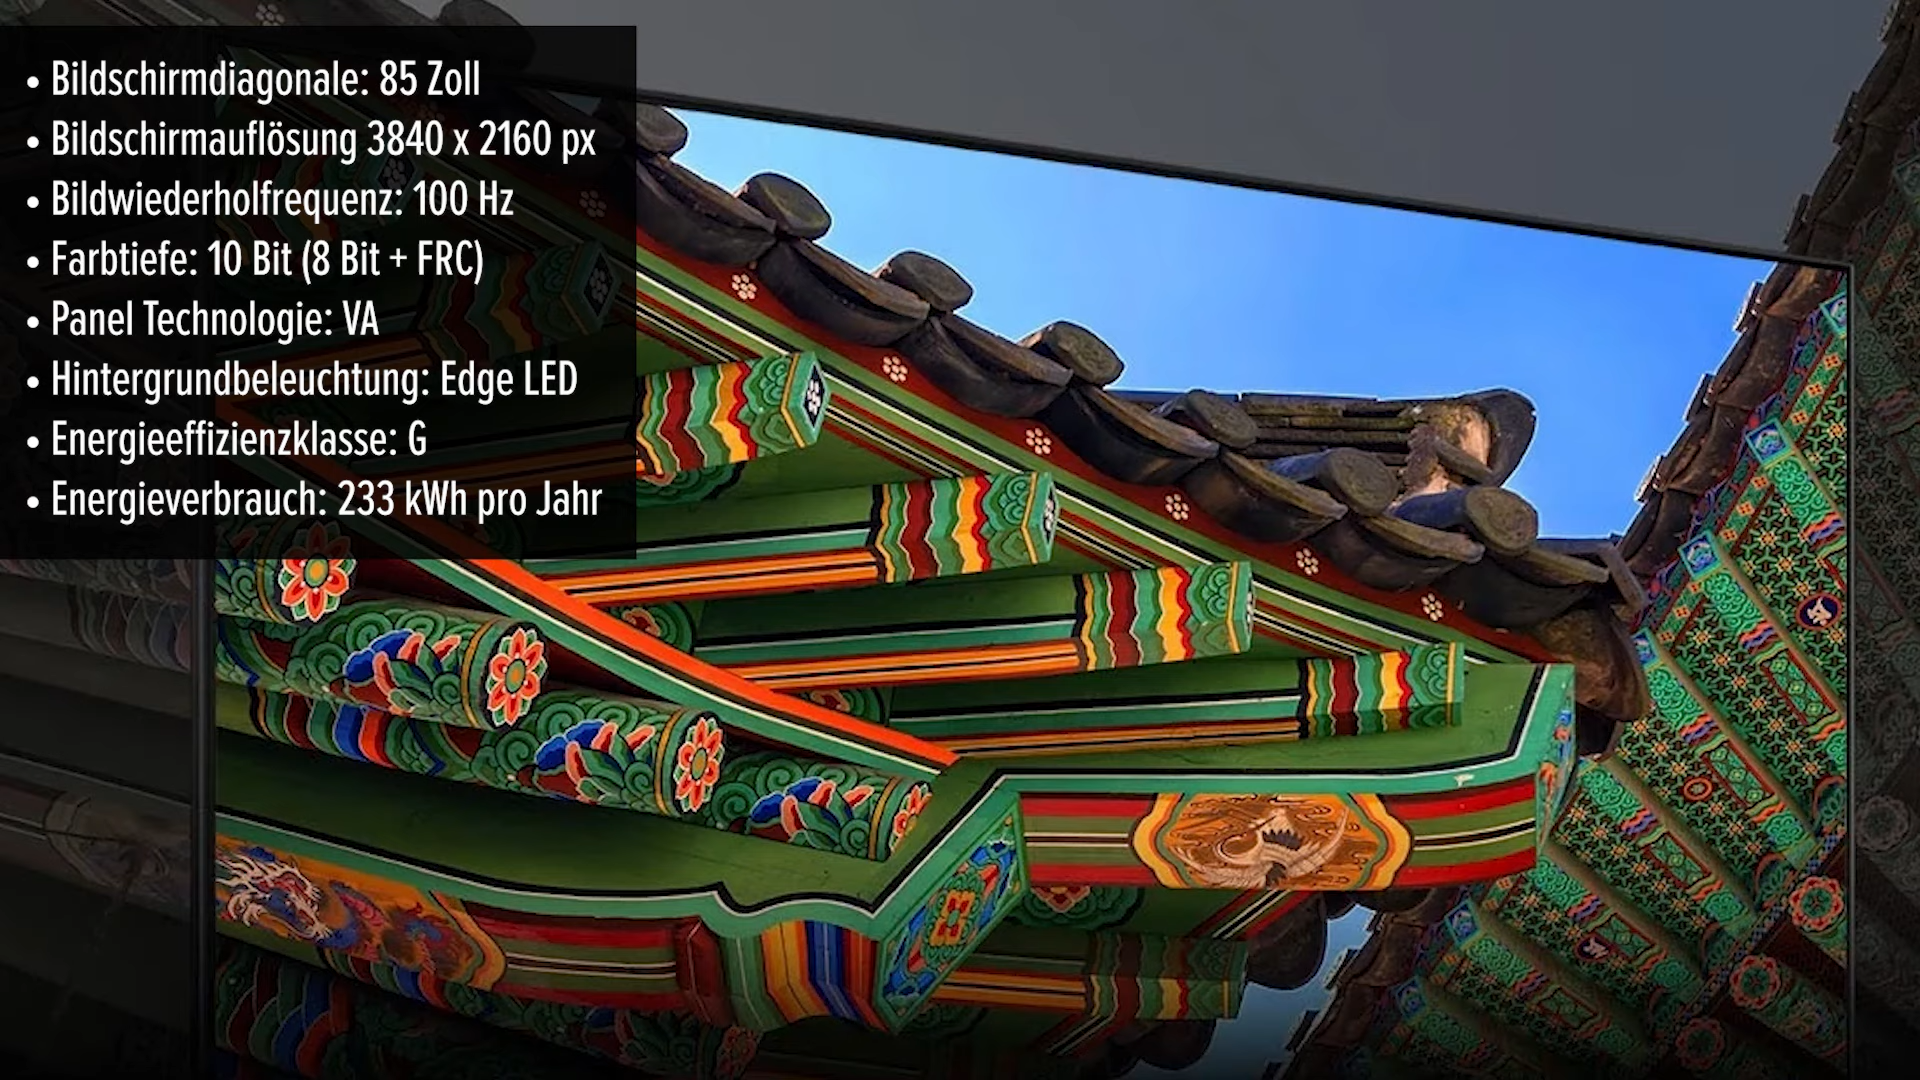 • Bildschirmdiagonale: 85 Zoll
• Bildschirmauflösung 3840 x 2160 px
• Bildwiederholfrequenz: 100 Hz
• Farbtiefe: 10 Bit (8 Bit + FRC)
• Panel Technologie: VA
• Hintergrundbeleuchtung: Edge LED
• Energieeffizienzklasse: G
• Energieverbrauch: 233 kWh pro Jahr